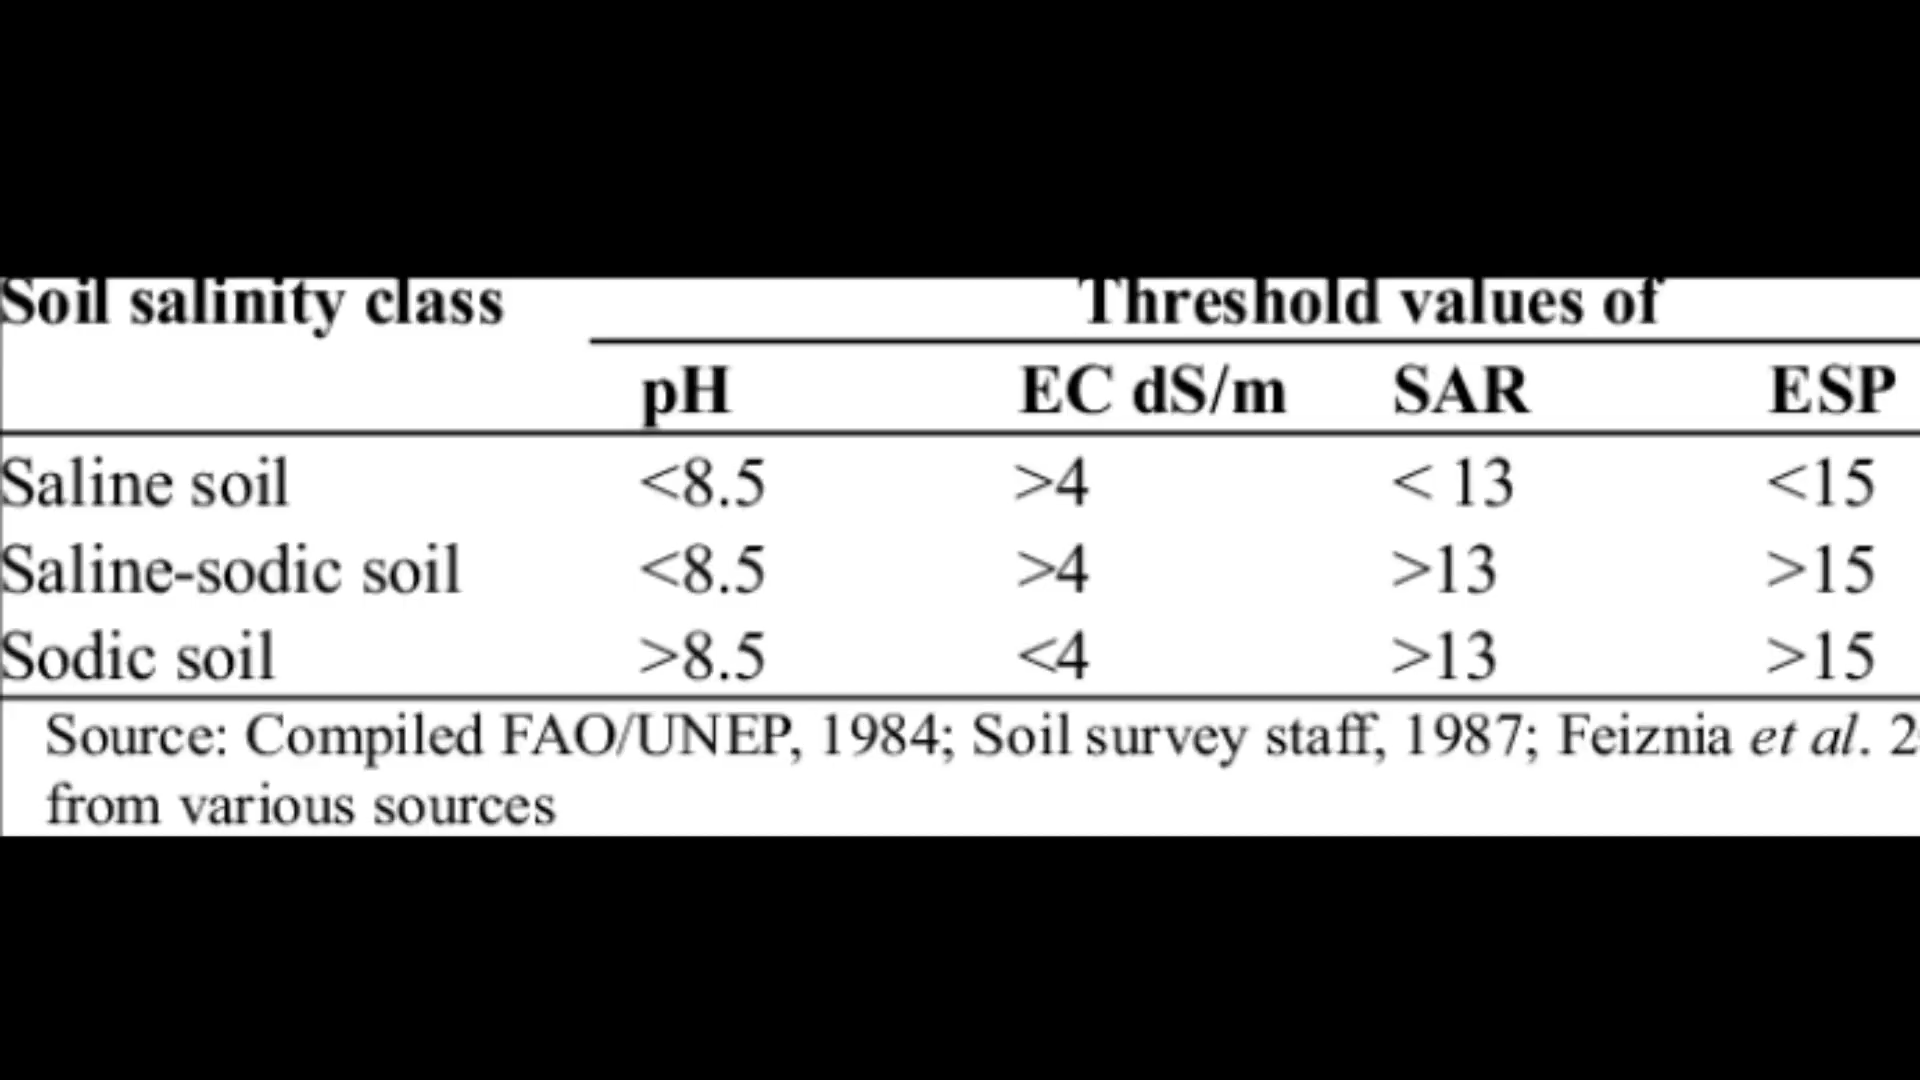 Soil salinity class Threshold values of
pH EC dS/m SAR ESP
Saline soil <8.5 >4 < 13 <15
Saline-sodic soil <8.5 >4 >13 >15
Sodic soil >8.5 <4 >13 >15
Source: Compiled FAO/UNEP, 1984; Soil survey staff, 1987; Feiznia et al.
from various sources